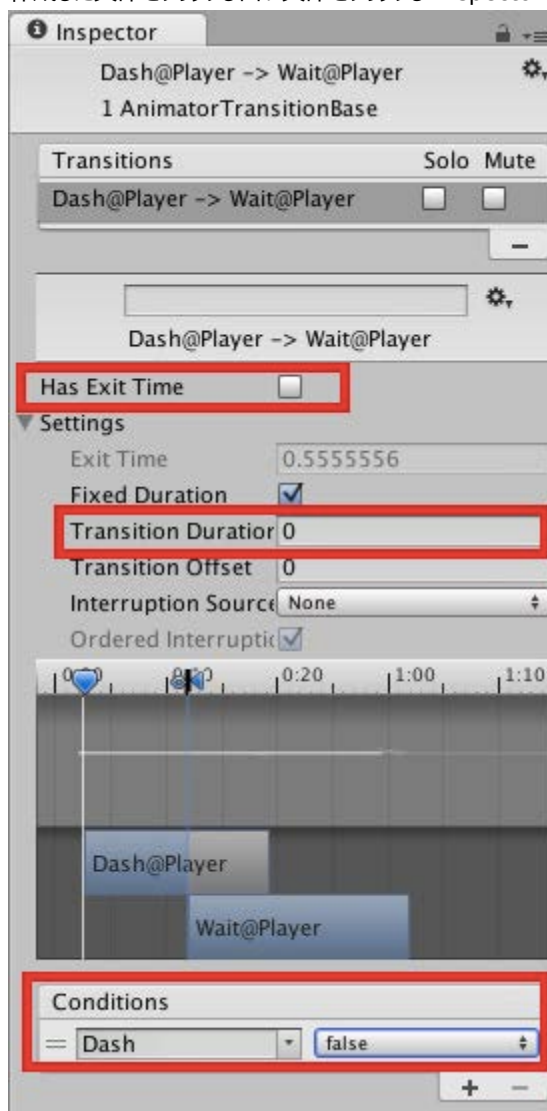 Inspector
Dash@Player -> Wait@Player
1 AnimatorTransitionBase
Transitions Solo Mute
Dash@Player -> Wait@Player
Dash@Player -> Wait@Player
Has Exit Time
Settings
Exit Time 0.5555556
Fixed Duration
Transition Duration 0
Transition Offset 0
Interruption Source None
Ordered Interruptic
0:20 1:00 1:10
Dash@Player
Wait@Player
Conditions
= Dash false
+ −